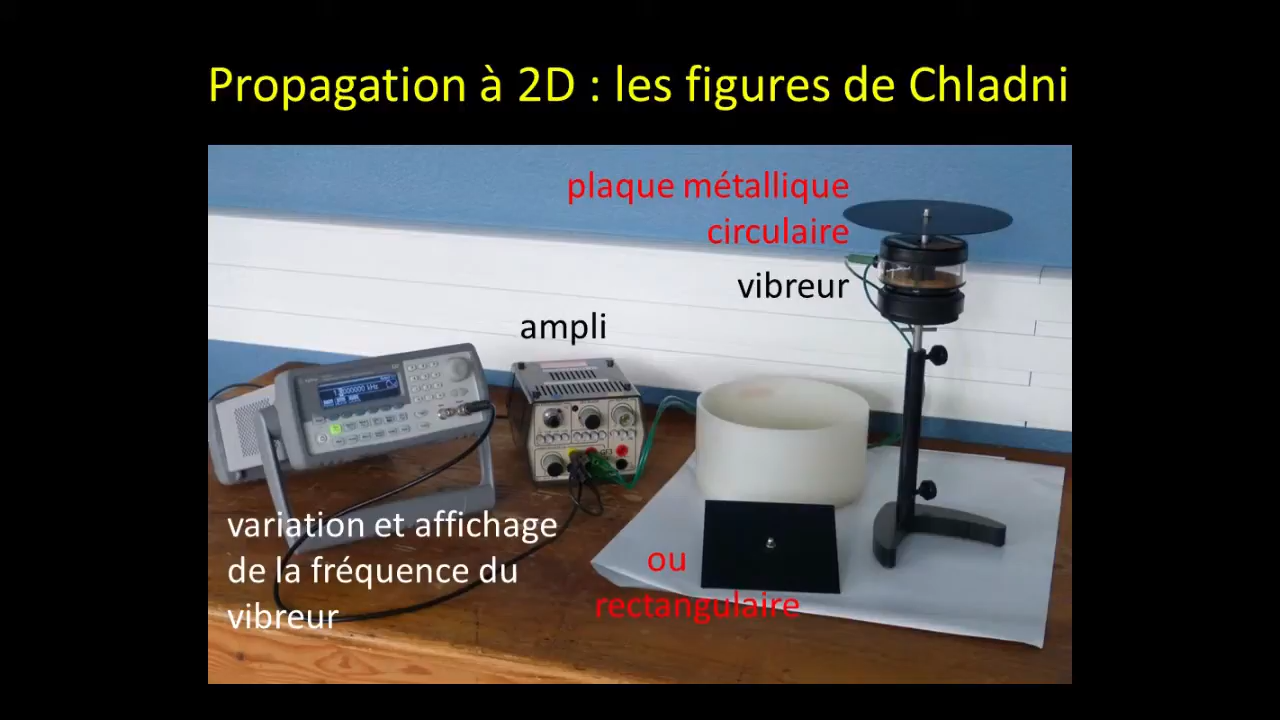 Propagation à 2D : les figures de Chladni
plaque métallique
circulaire
vibreur
ampli
variation et affichage
de la fréquence du
vibreur
ou
rectangulaire